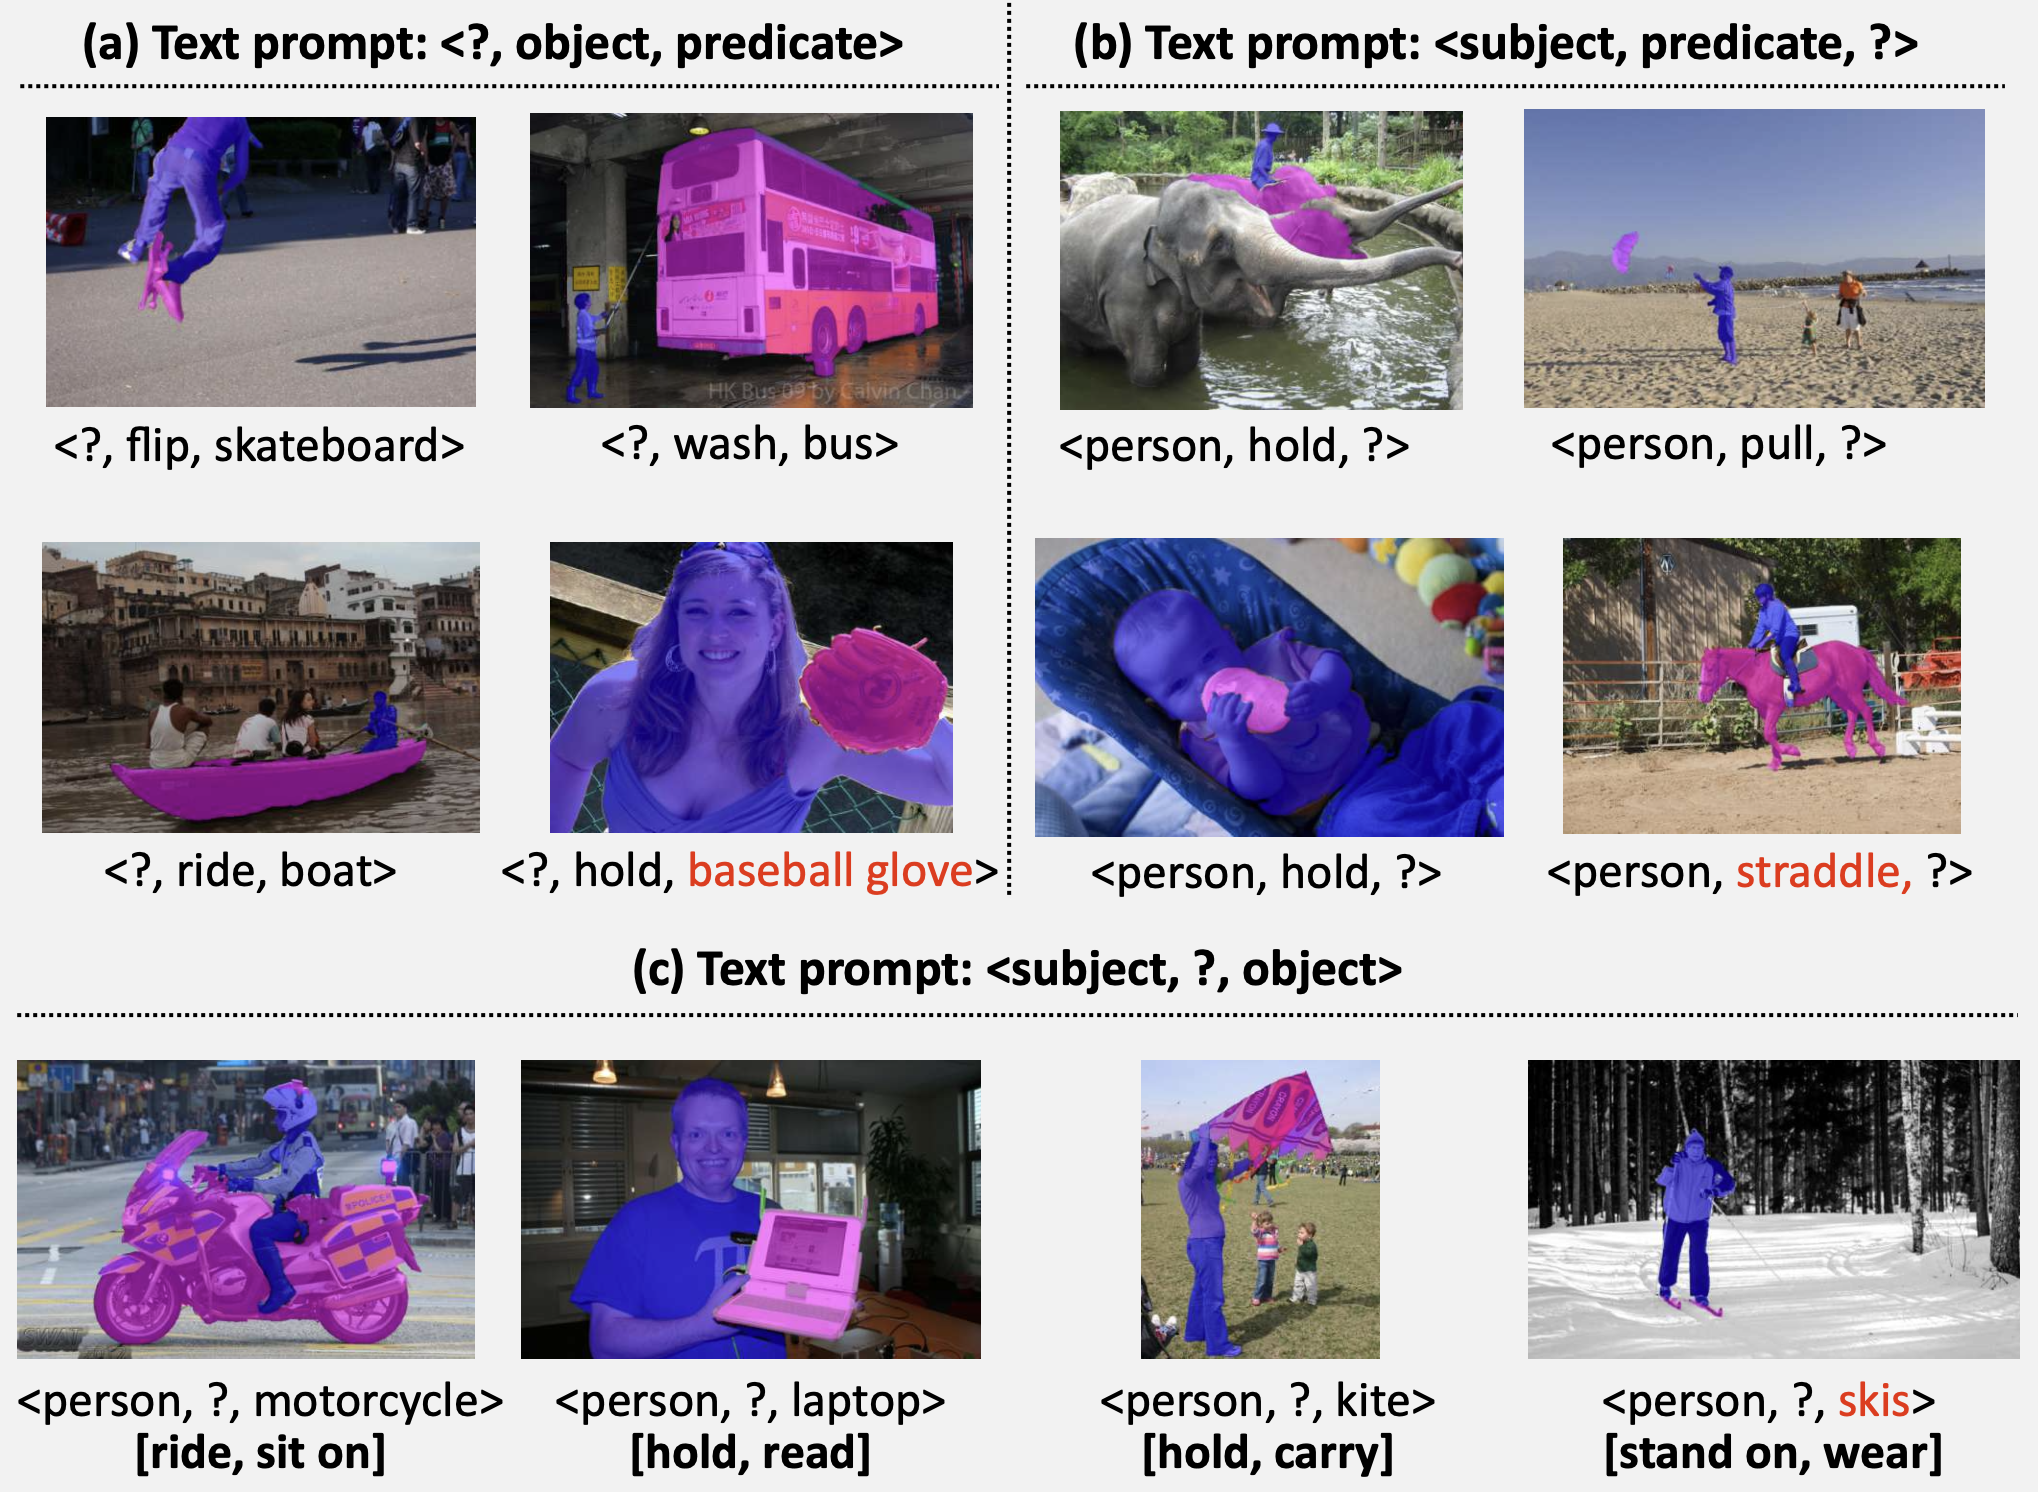 (a) Text prompt: <?, object, predicate>
(b) Text prompt: <subject, predicate, ?>
HK Bus 09 by Calvin Chan
<?, flip, skateboard>
<?, wash, bus>
<person, hold, ?>
<person, pull, ?>
<?, ride, boat>
<?, hold, baseball glove>
<person, hold, ?>
<person, straddle, ?>
(c) Text prompt: <subject, ?, object>
CRAYON
POLICE
<person, ?, motorcycle>
[ride, sit on]
<person, ?, laptop>
[hold, read]
<person, ?, kite>
[hold, carry]
<person, ?, skis>
[stand on, wear]